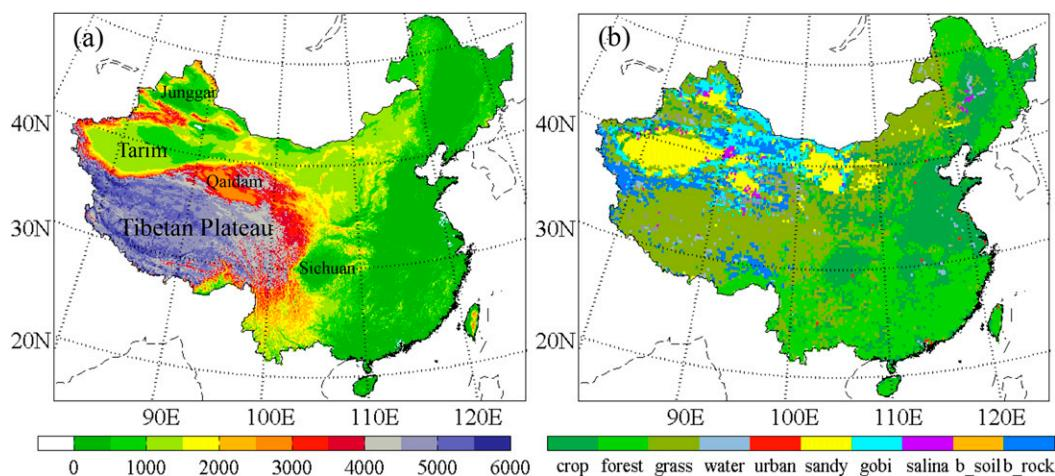 (a)
Junggar
Tarim
Qaidam
Tibetan Plateau
Sichuan
40N
30N
20N
90E 100E 110E 120E
0 1000 2000 3000 4000 5000 6000
(b)
40N
30N
20N
90E 100E 110E 120E
crop forest grass water urban sandy gobi salina b_soil b_rock